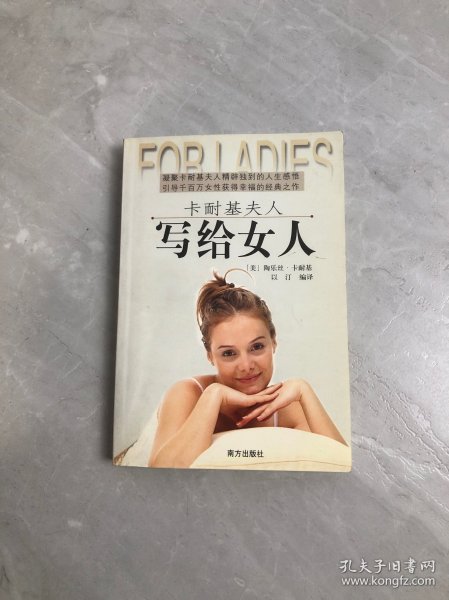 FOR LADIES
凝聚卡耐基夫人精辟独到的人生感悟
引导千百万女性获得幸福的经典之作
卡耐基夫人
写给女人
［美］陶乐丝·卡耐基
以汀 编译
南方出版社
孔夫子旧书网
www.kongfz.com